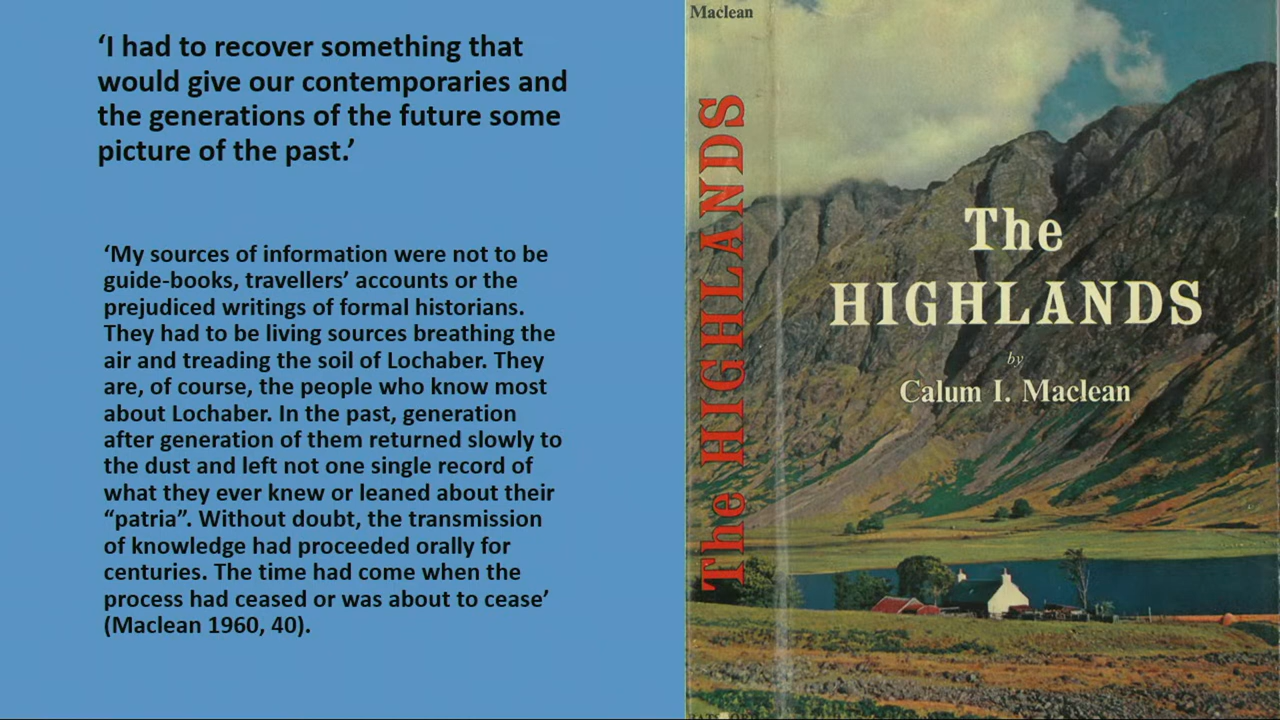 ‘I had to recover something that
would give our contemporaries and
the generations of the future some
picture of the past.’
‘My sources of information were not to be
guide-books, travellers’ accounts or the
prejudiced writings of formal historians.
They had to be living sources breathing the
air and treading the soil of Lochaber. They
are, of course, the people who know most
about Lochaber. In the past, generation
after generation of them returned slowly to
the dust and left not one single record of
what they ever knew or leaned about their
“patria”. Without doubt, the transmission
of knowledge had proceeded orally for
centuries. The time had come when the
process had ceased or was about to cease’
(Maclean 1960, 40).
Maclean
The HIGHLANDS
The
HIGHLANDS
by
Calum I. Maclean